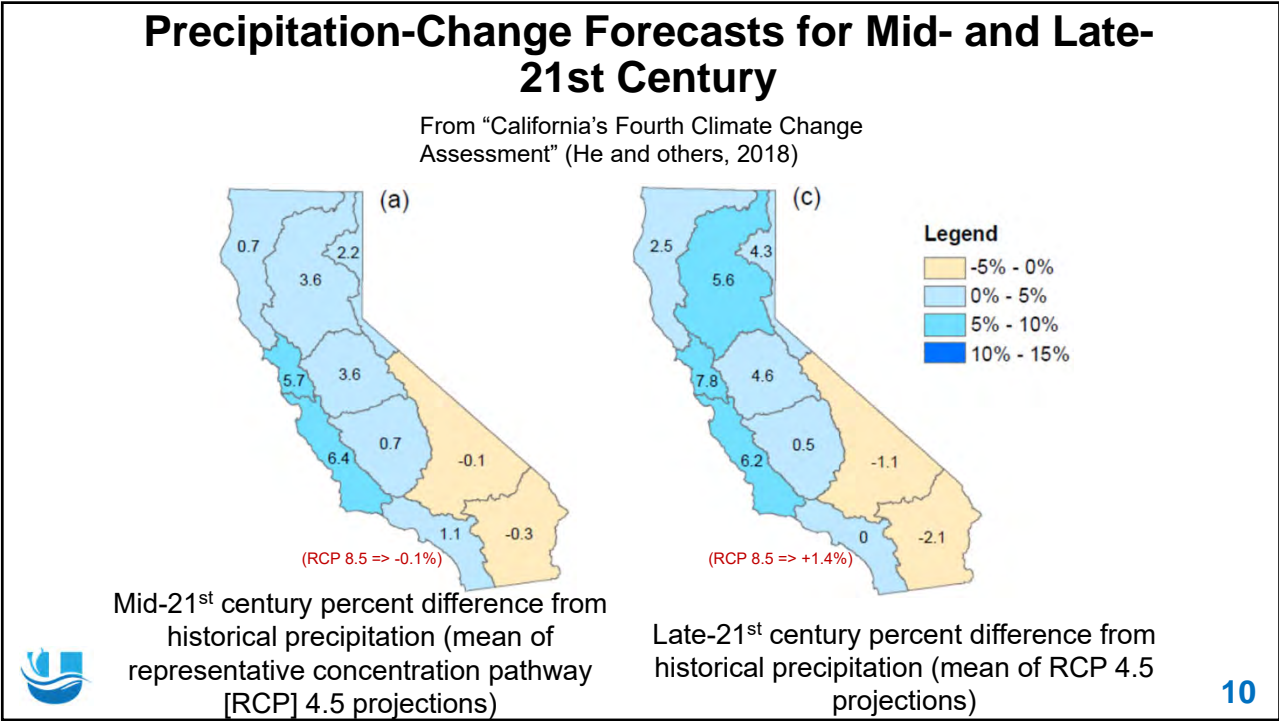 Precipitation-Change Forecasts for Mid- and Late-
21st Century
From “California’s Fourth Climate Change
Assessment” (He and others, 2018)
(a)
0.7
2.2
3.6
5.7
3.6
0.7
6.4
-0.1
1.1
-0.3
(RCP 8.5 => -0.1%)
Mid-21st century percent difference from
historical precipitation (mean of
representative concentration pathway
[RCP] 4.5 projections)
(c)
2.5
4.3
5.6
7.8
4.6
0.5
6.2
-1.1
0
-2.1
(RCP 8.5 => +1.4%)
Late-21st century percent difference from
historical precipitation (mean of RCP 4.5
projections)
Legend
-5% - 0%
0% - 5%
5% - 10%
10% - 15%
10